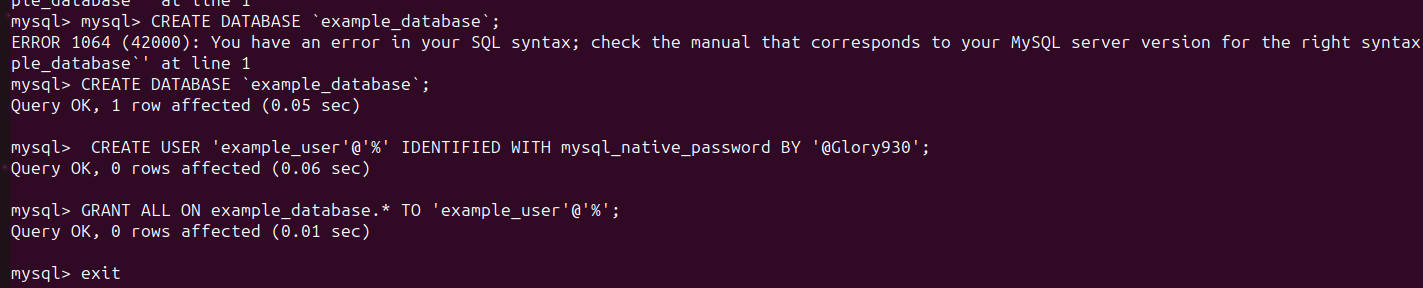 ple_database`' at line 1
mysql> mysql> CREATE DATABASE `example_database`;
ERROR 1064 (42000): You have an error in your SQL syntax; check the manual that corresponds to your MySQL server version for the right syntax
ple_database`' at line 1
mysql> CREATE DATABASE `example_database`;
Query OK, 1 row affected (0.05 sec)
mysql>  CREATE USER 'example_user'@'%' IDENTIFIED WITH mysql_native_password BY '@Glory930';
Query OK, 0 rows affected (0.06 sec)
mysql> GRANT ALL ON example_database.* TO 'example_user'@'%';
Query OK, 0 rows affected (0.01 sec)
mysql> exit